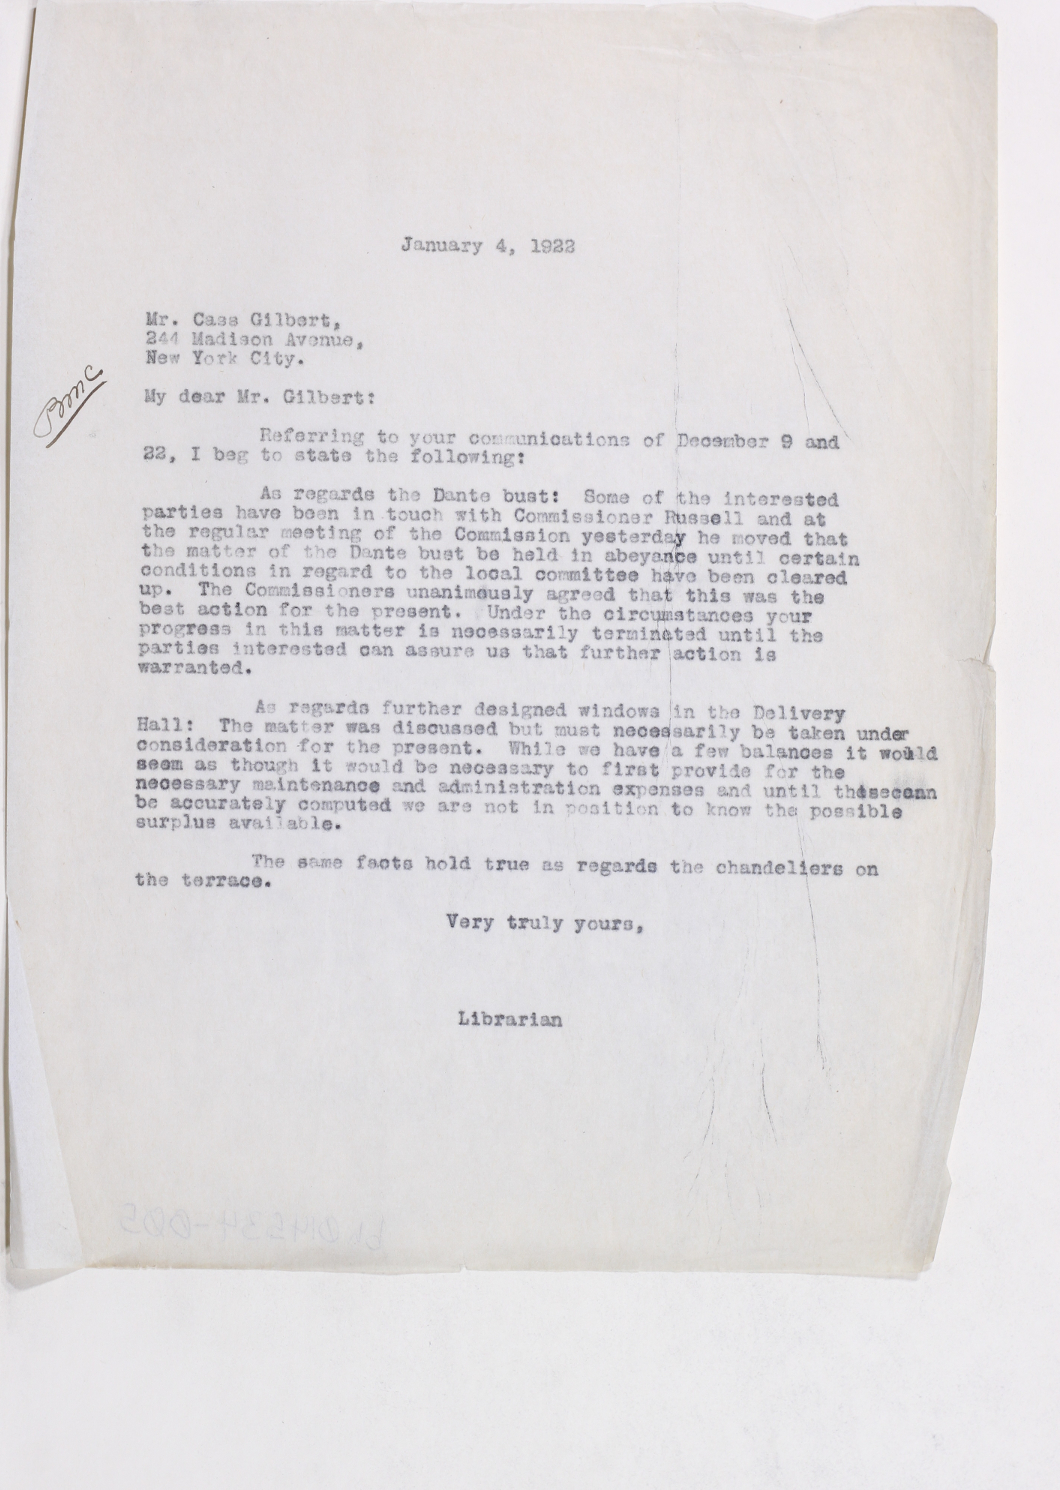 January 4, 1922
Mr. Cass Gilbert,
244 Madison Avenue,
New York City.
BMC
My dear Mr. Gilbert:
Referring to your communications of December 9 and
22, I beg to state the following:
As regards the Dante bust: Some of the interested
parties have been in touch with Commissioner Russell and at
the regular meeting of the Commission yesterday he moved that
the matter of the Dante bust be held in abeyance until certain
conditions in regard to the local committee have been cleared
up. The Commissioners unanimously agreed that this was the
best action for the present. Under the circumstances your
progress in this matter is necessarily terminated until the
parties interested can assure us that further action is
warranted.
As regards further designed windows in the Delivery
Hall: The matter was discussed but must necessarily be taken under
consideration for the present. While we have a few balances it would
seem as though it would be necessary to first provide for the
necessary maintenance and administration expenses and until these can
be accurately computed we are not in position to know the possible
surplus available.
The same facts hold true as regards the chandeliers on
the terrace.
Very truly yours,
Librarian